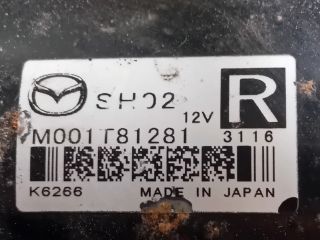 SH02 12V R
M001T81281 3116
K6266 MADE IN JAPAN